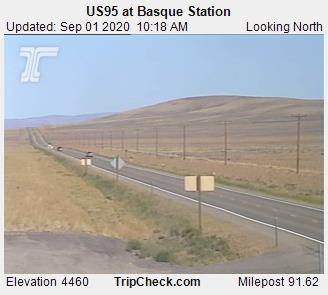 US95 at Basque Station
Updated: Sep 01 2020 10:18 AM Looking North
Elevation 4460 TripCheck.com Milepost 91.62